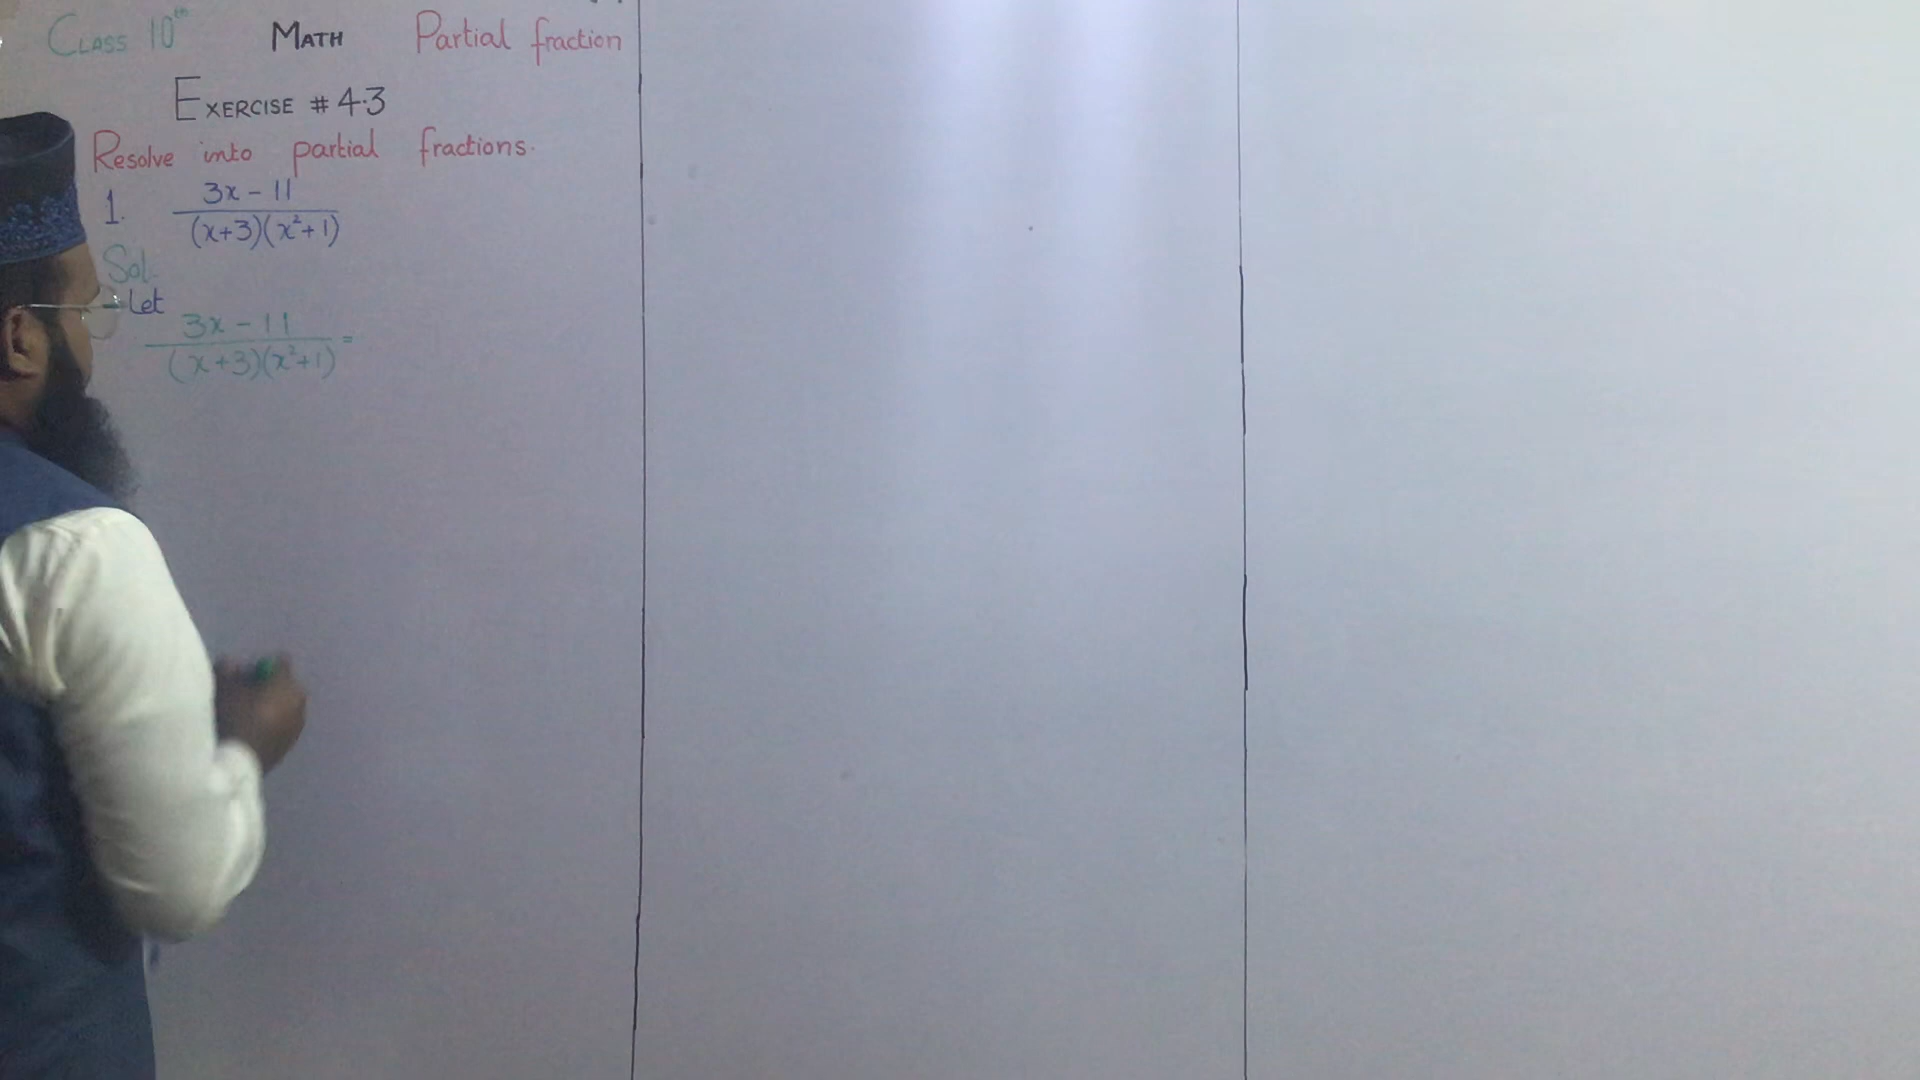 Class 10th Math Partial fraction
Exercise # 4.3
Resolve into partial fractions.
1. 3x - 11
(x+3)(x²+1)
Sol.
Let
3x - 11
(x+3)(x²+1) =